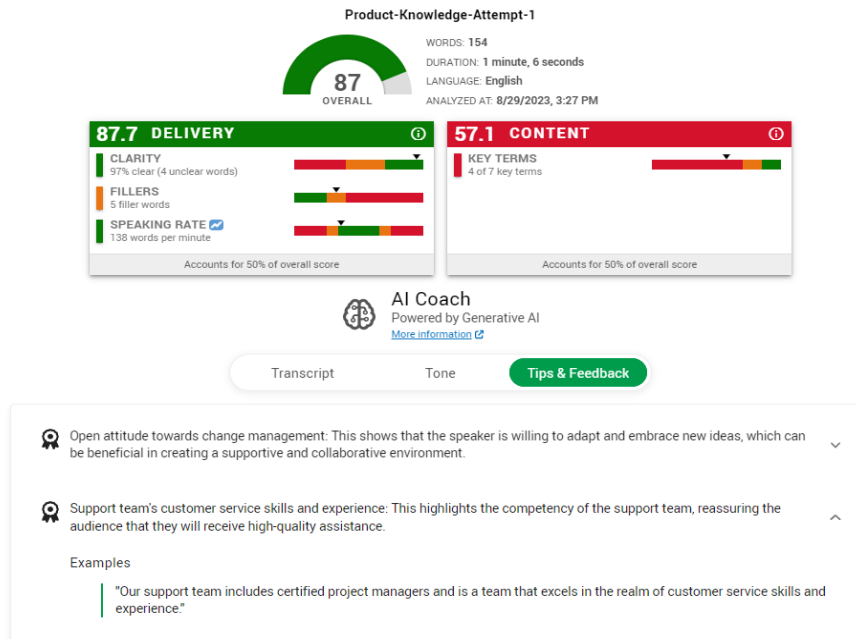 Product-Knowledge-Attempt-1
87
OVERALL
WORDS: 154
DURATION: 1 minute, 6 seconds
LANGUAGE: English
ANALYZED AT: 8/29/2023, 3:27 PM
87.7 DELIVERY
CLARITY
97% clear (4 unclear words)
FILLERS
5 filler words
SPEAKING RATE
138 words per minute
Accounts for 50% of overall score
57.1 CONTENT
KEY TERMS
4 of 7 key terms
Accounts for 50% of overall score
AI Coach
Powered by Generative AI
More information
Transcript Tone Tips & Feedback
Open attitude towards change management: This shows that the speaker is willing to adapt and embrace new ideas, which can
be beneficial in creating a supportive and collaborative environment.
Support team's customer service skills and experience: This highlights the competency of the support team, reassuring the
audience that they will receive high-quality assistance.
Examples
"Our support team includes certified project managers and is a team that excels in the realm of customer service skills and
experience."